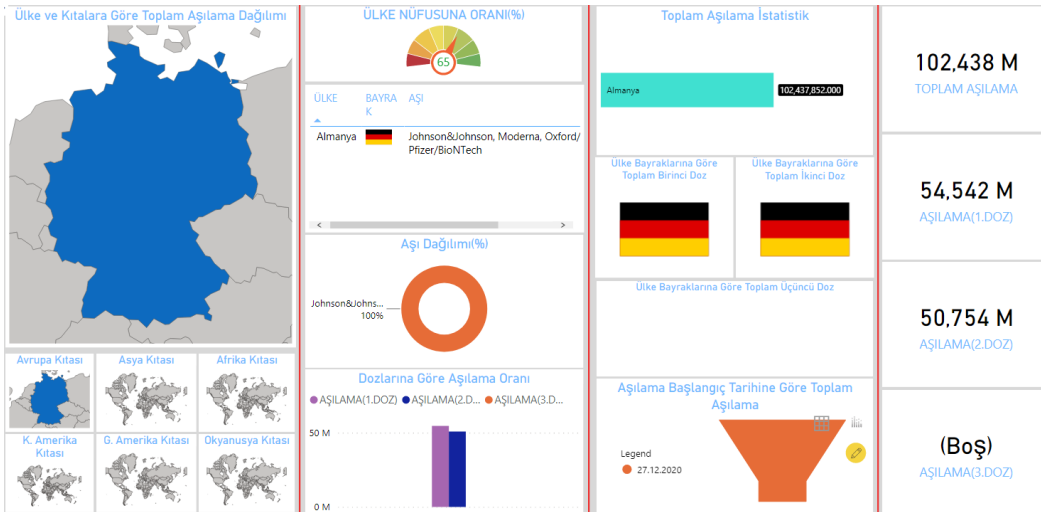 Ülke ve Kıtalara Göre Toplam Aşılama Dağılımı
Avrupa Kıtası
Asya Kıtası
Afrika Kıtası
K. Amerika
Kıtası
G. Amerika Kıtası
Okyanusya Kıtası
ÜLKE NÜFUSUNA ORANI(%)
65
ÜLKE
BAYRA
K
AŞI
Almanya
Johnson&Johnson, Moderna, Oxford/
Pfizer/BioNTech
Aşı Dağılımı(%)
Johnson&Johns...
100%
Dozlarına Göre Aşılama Oranı
AŞILAMA(1.DOZ) AŞILAMA(2.D... AŞILAMA(3.D...
50 M
0 M
Toplam Aşılama İstatistik
Almanya
102,437,852.000
Ülke Bayraklarına Göre
Toplam Birinci Doz
Ülke Bayraklarına Göre
Toplam İkinci Doz
Ülke Bayraklarına Göre Toplam Üçüncü Doz
Aşılama Başlangıç Tarihine Göre Toplam
Aşılama
Legend
27.12.2020
102,438 M
TOPLAM AŞILAMA
54,542 M
AŞILAMA(1.DOZ)
50,754 M
AŞILAMA(2.DOZ)
(Boş)
AŞILAMA(3.DOZ)